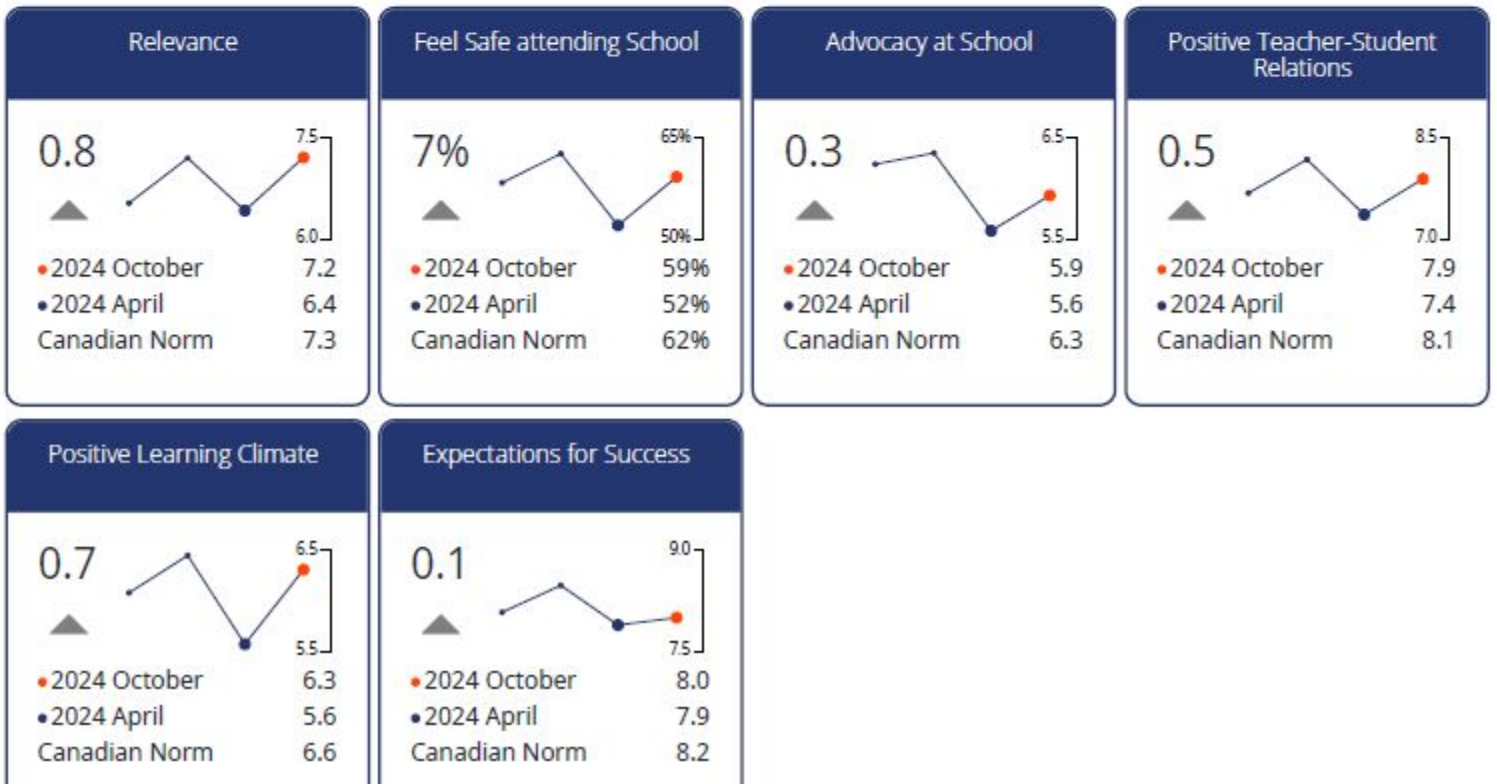 Relevance
0.8
7.5
6.0
2024 October 7.2
2024 April 6.4
Canadian Norm 7.3
Feel Safe attending School
7%
65%
50%
2024 October 59%
2024 April 52%
Canadian Norm 62%
Advocacy at School
0.3
6.5
5.5
2024 October 5.9
2024 April 5.6
Canadian Norm 6.3
Positive Teacher-Student
Relations
0.5
8.5
7.0
2024 October 7.9
2024 April 7.4
Canadian Norm 8.1
Positive Learning Climate
0.7
6.5
5.5
2024 October 6.3
2024 April 5.6
Canadian Norm 6.6
Expectations for Success
0.1
9.0
7.5
2024 October 8.0
2024 April 7.9
Canadian Norm 8.2